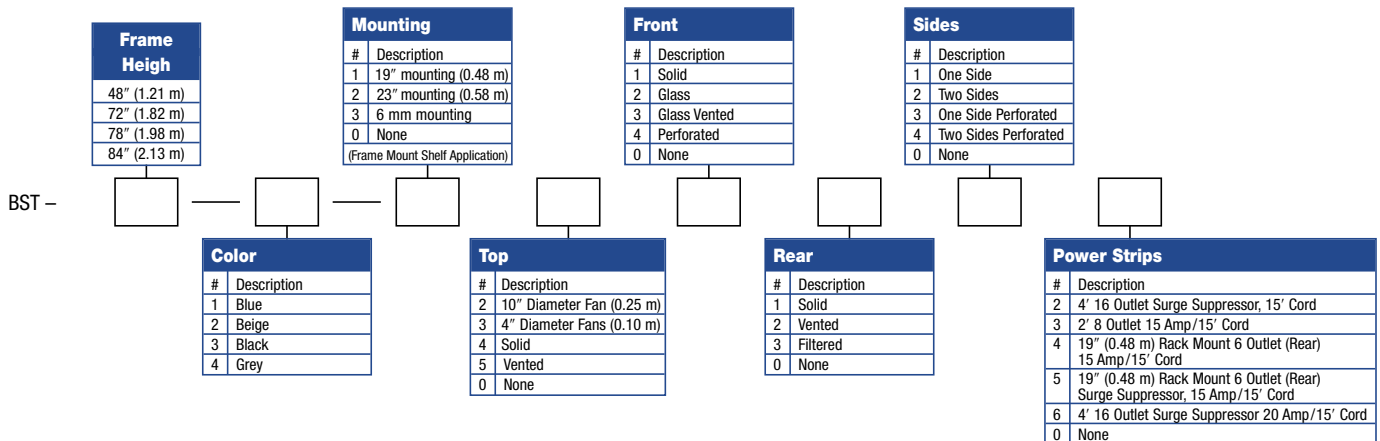 Frame
Heigh
48″ (1.21 m)
72″ (1.82 m)
78″ (1.98 m)
84″ (2.13 m)
Mounting
# Description
1 19″ mounting (0.48 m)
2 23″ mounting (0.58 m)
3 6 mm mounting
0 None
(Frame Mount Shelf Application)
Front
# Description
1 Solid
2 Glass
3 Glass Vented
4 Perforated
0 None
Sides
# Description
1 One Side
2 Two Sides
3 One Side Perforated
4 Two Sides Perforated
0 None
BST –
Color
# Description
1 Blue
2 Beige
3 Black
4 Grey
Top
# Description
2 10″ Diameter Fan (0.25 m)
3 4″ Diameter Fans (0.10 m)
4 Solid
5 Vented
0 None
Rear
# Description
1 Solid
2 Vented
3 Filtered
0 None
Power Strips
# Description
2 4′ 16 Outlet Surge Suppressor, 15′ Cord
3 2′ 8 Outlet 15 Amp/15′ Cord
4 19″ (0.48 m) Rack Mount 6 Outlet (Rear)
15 Amp/15′ Cord
5 19″ (0.48 m) Rack Mount 6 Outlet (Rear)
Surge Suppressor, 15 Amp/15′ Cord
6 4′ 16 Outlet Surge Suppressor 20 Amp/15′ Cord
0 None